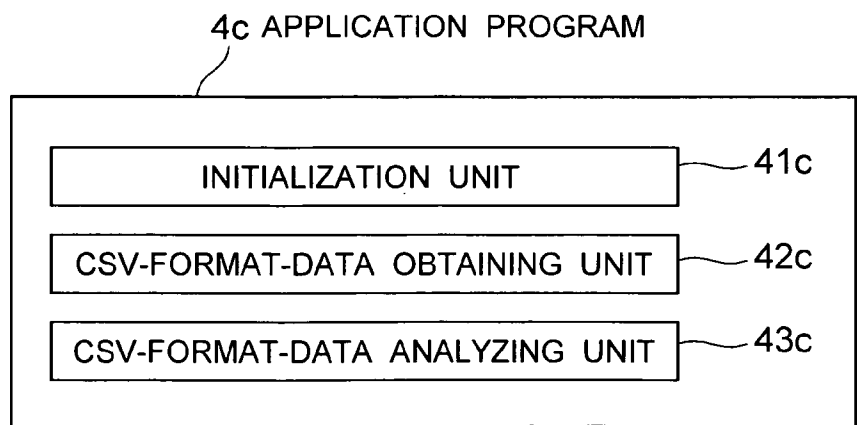 4c APPLICATION PROGRAM
INITIALIZATION UNIT
41c
CSV-FORMAT-DATA OBTAINING UNIT
42c
CSV-FORMAT-DATA ANALYZING UNIT
43c